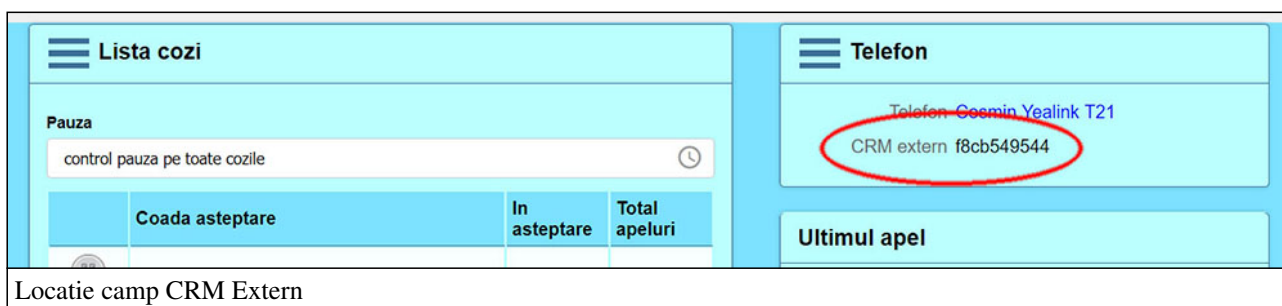 Lista cozi
Pauza
control pauza pe toate cozile
Coada asteptare
In
asteptare
Total
apeluri
Telefon
Telefon Cosmin Yealink T21
CRM extern f8cb549544
Ultimul apel
Locatie camp CRM Extern